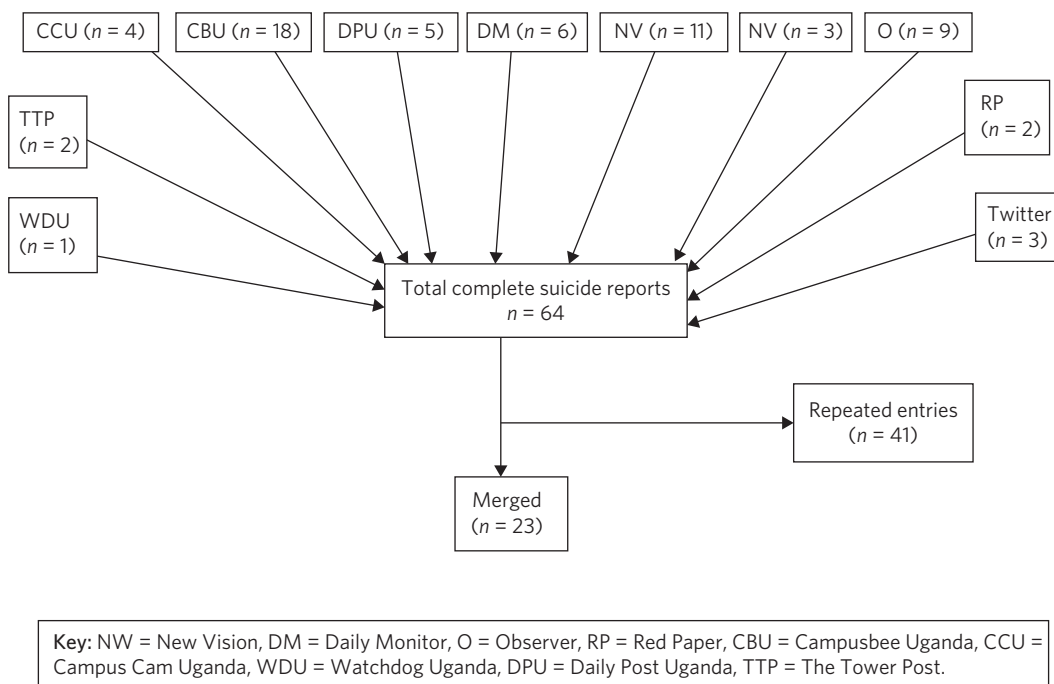 CCU (n = 4)
CBU (n = 18)
DPU (n = 5)
DM (n = 6)
NV (n = 11)
NV (n = 3)
O (n = 9)
TTP
(n = 2)
RP
(n = 2)
WDU
(n = 1)
Twitter
(n = 3)
Total complete suicide reports
n = 64
Repeated entries
(n = 41)
Merged
(n = 23)
Key: NW = New Vision, DM = Daily Monitor, O = Observer, RP = Red Paper, CBU = Campusbee Uganda, CCU =
Campus Cam Uganda, WDU = Watchdog Uganda, DPU = Daily Post Uganda, TTP = The Tower Post.